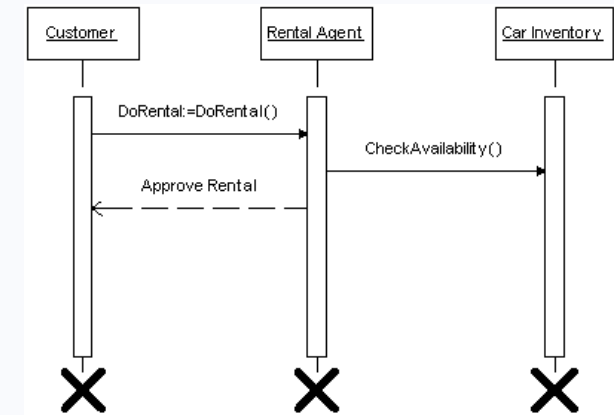 Customer
Rental Agent
Car Inventory
DoRental:=DoRental()
CheckAvailability()
Approve Rental